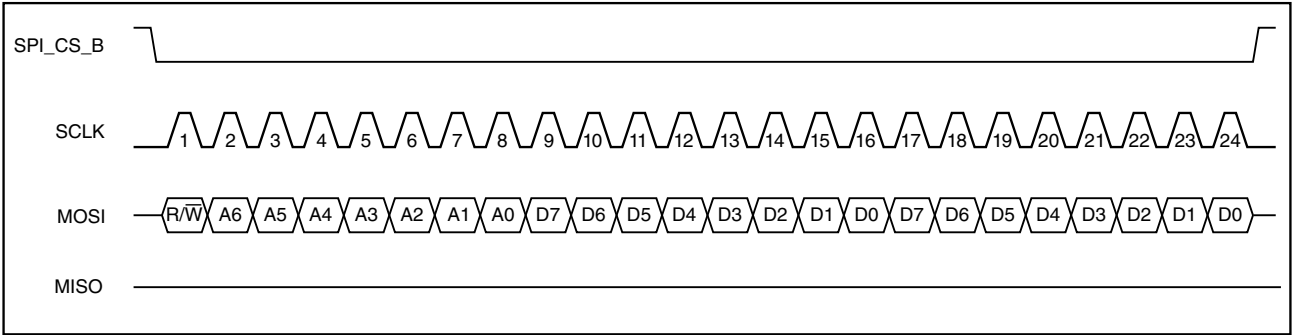 SPI_CS_B
SCLK 1 2 3 4 5 6 7 8 9 10 11 12 13 14 15 16 17 18 19 20 21 22 23 24
MOSI R/W̅ A6 A5 A4 A3 A2 A1 A0 D7 D6 D5 D4 D3 D2 D1 D0 D7 D6 D5 D4 D3 D2 D1 D0
MISO